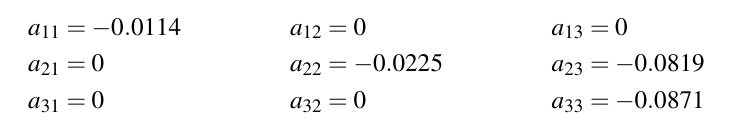 a11 = −0.0114 a12 = 0 a13 = 0
a21 = 0 a22 = −0.0225 a23 = −0.0819
a31 = 0 a32 = 0 a33 = −0.0871